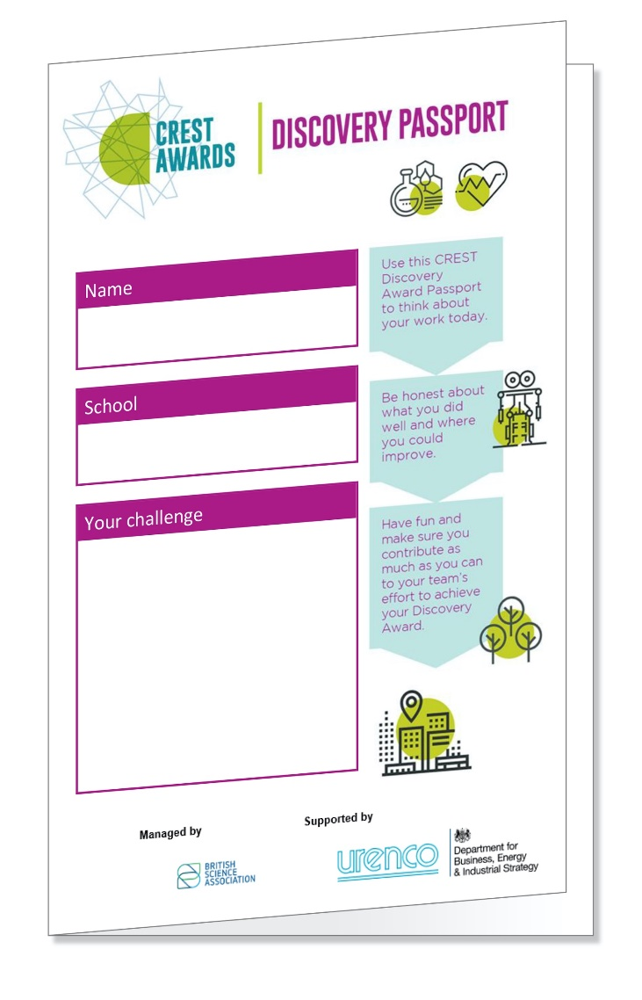 CREST
AWARDS
DISCOVERY PASSPORT
Name
School
Your challenge
Use this CREST
Discovery
Award Passport
to think about
your work today.
Be honest about
what you did
well and where
you could
improve.
Have fun and
make sure you
contribute as
much as you can
to your team's
effort to achieve
your Discovery
Award.
Managed by
BRITISH
SCIENCE
ASSOCIATION
Supported by
urenco
Department for
Business, Energy
& Industrial Strategy